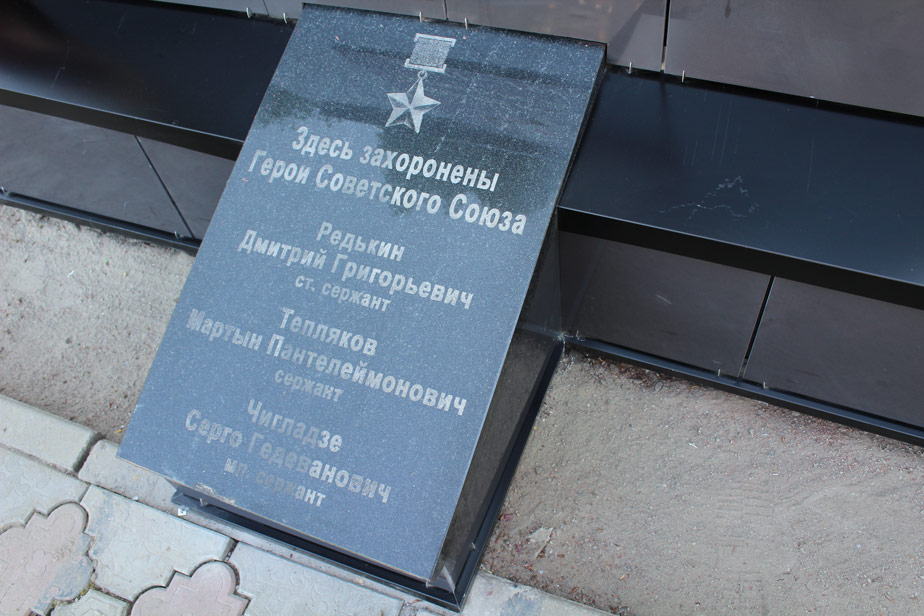 Здесь захоронены
Герои Советского Союза
Редькин
Дмитрий Григорьевич
ст. сержант
Тепляков
Мартын Пантелеймонович
сержант
Чигладзе
Серго Гедеванович
мл. сержант